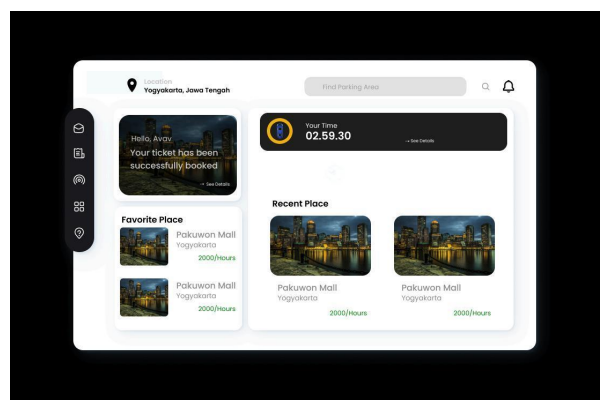 Location
Yogyakarta, Jawa Tengah
Find Parking Area
Hello, Avav
Your ticket has been
successfully booked
→ See Details
Your Time
02.59.30
→ See Details
Favorite Place
Pakuwon Mall
Yogyakarta
2000/Hours
Pakuwon Mall
Yogyakarta
2000/Hours
Recent Place
Pakuwon Mall
Yogyakarta
2000/Hours
Pakuwon Mall
Yogyakarta
2000/Hours